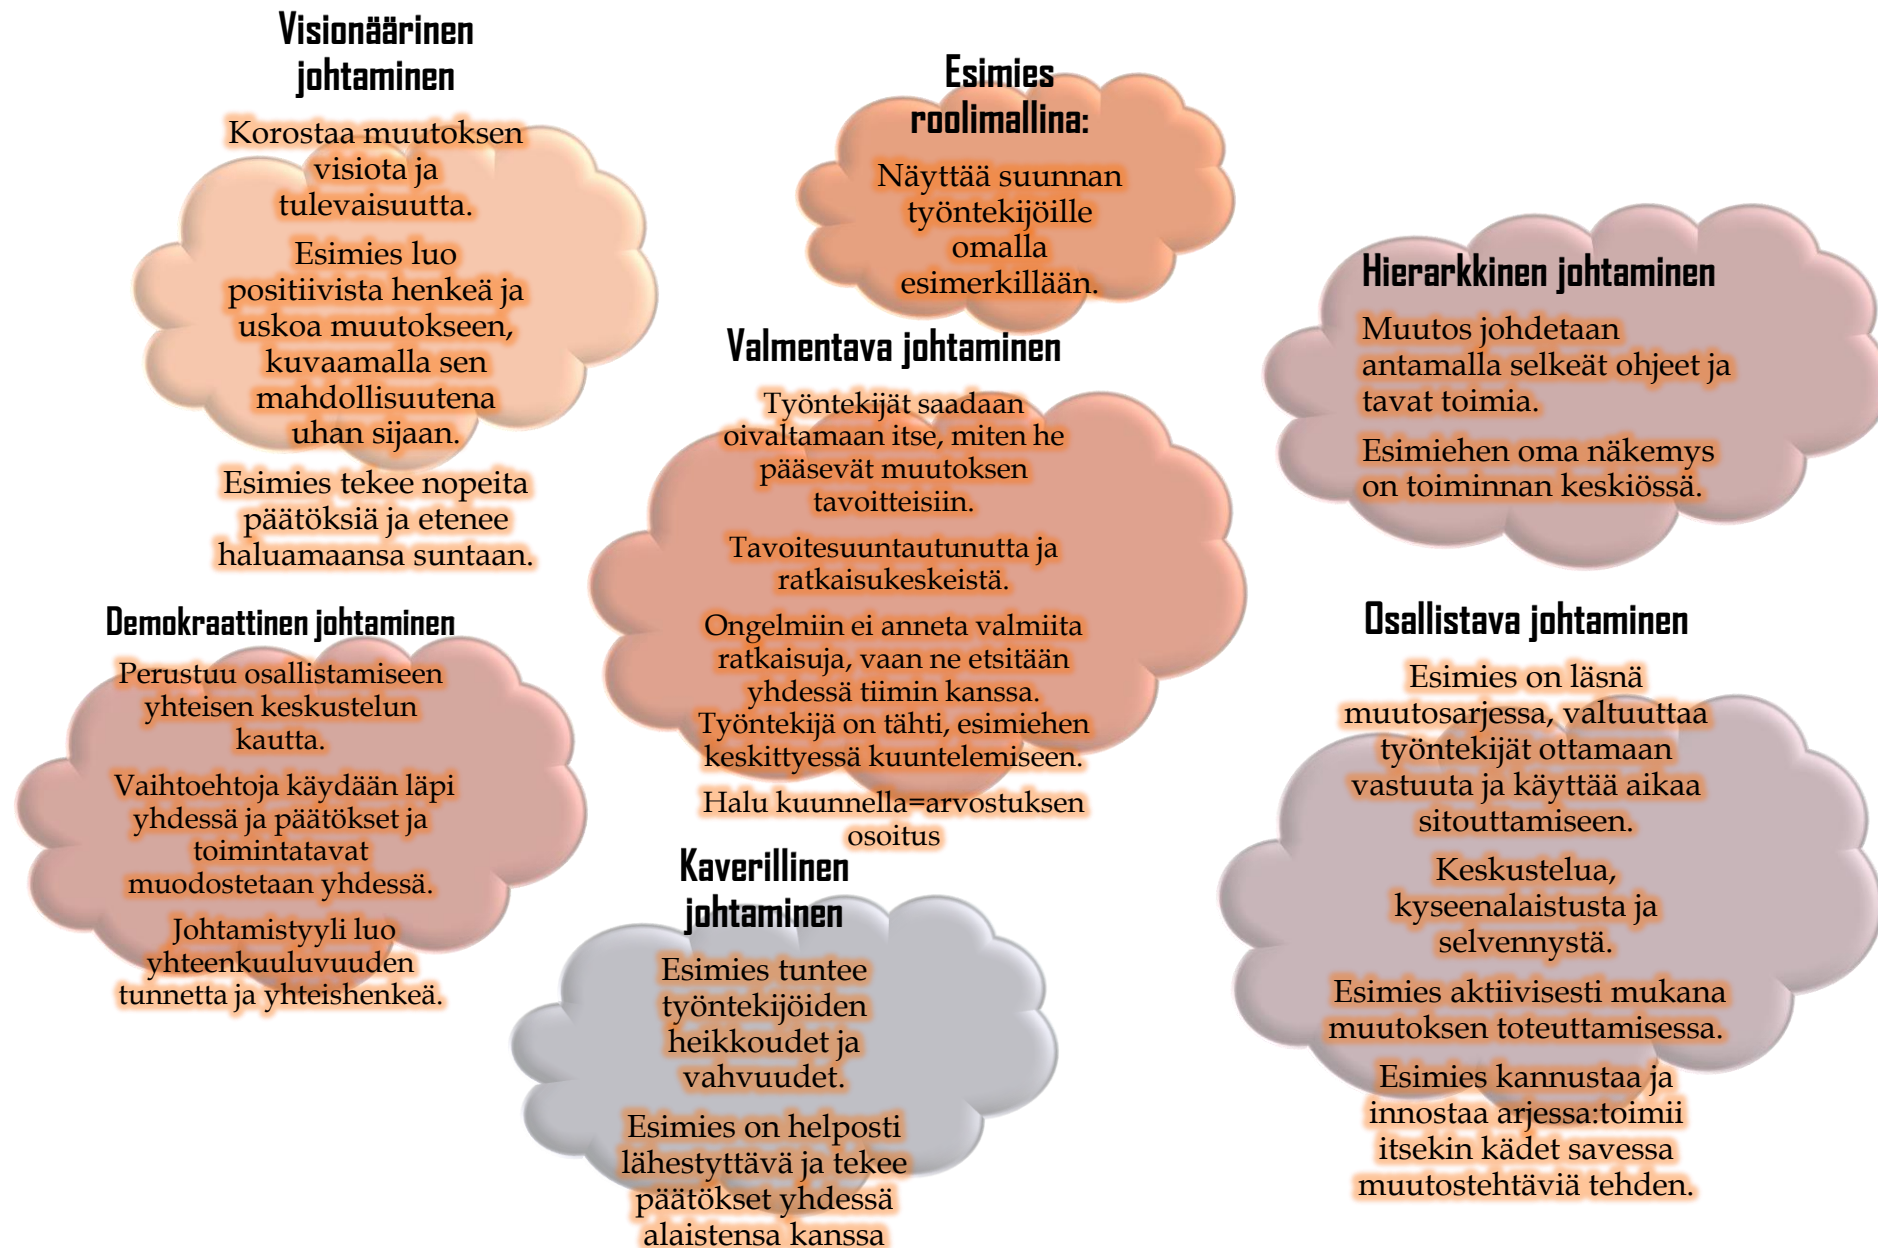 Visionäärinen
johtaminen
Korostaa muutoksen
visiota ja
tulevaisuutta.
Esimies luo
positiivista henkeä ja
uskoa muutokseen,
kuvaamalla sen
mahdollisuutena
uhan sijaan.
Esimies tekee nopeita
päätöksiä ja etenee
haluamaansa suntaan.
Esimies
roolimallina:
Näyttää suunnan
työntekijöille
omalla
esimerkillään.
Hierarkkinen johtaminen
Muutos johdetaan
antamalla selkeät ohjeet ja
tavat toimia.
Esimiehen oma näkemys
on toiminnan keskiössä.
Valmentava johtaminen
Työntekijät saadaan
oivaltamaan itse, miten he
pääsevät muutoksen
tavoitteisiin.
Tavoitesuuntautunutta ja
ratkaisukeskeistä.
Ongelmiin ei anneta valmiita
ratkaisuja, vaan ne etsitään
yhdessä tiimin kanssa.
Työntekijä on tähti, esimiehen
keskittyessä kuuntelemiseen.
Halu kuunnella=arvostuksen
osoitus
Demokraattinen johtaminen
Perustuu osallistamiseen
yhteisen keskustelun
kautta.
Vaihtoehtoja käydään läpi
yhdessä ja päätökset ja
toimintatavat
muodostetaan yhdessä.
Johtamistyyli luo
yhteenkuuluvuuden
tunnetta ja yhteishenkeä.
Osallistava johtaminen
Esimies on läsnä
muutosarjessa, valtuuttaa
työntekijät ottamaan
vastuuta ja käyttää aikaa
sitouttamiseen.
Keskustelua,
kyseenalaistusta ja
selvennystä.
Esimies aktiivisesti mukana
muutoksen toteuttamisessa.
Esimies kannustaa ja
innostaa arjessa:toimii
itsekin kädet savessa
muutostehtäviä tehden.
Kaverillinen
johtaminen
Esimies tuntee
työntekijöiden
heikkoudet ja
vahvuudet.
Esimies on helposti
lähestyttävä ja tekee
päätökset yhdessä
alaistensa kanssa